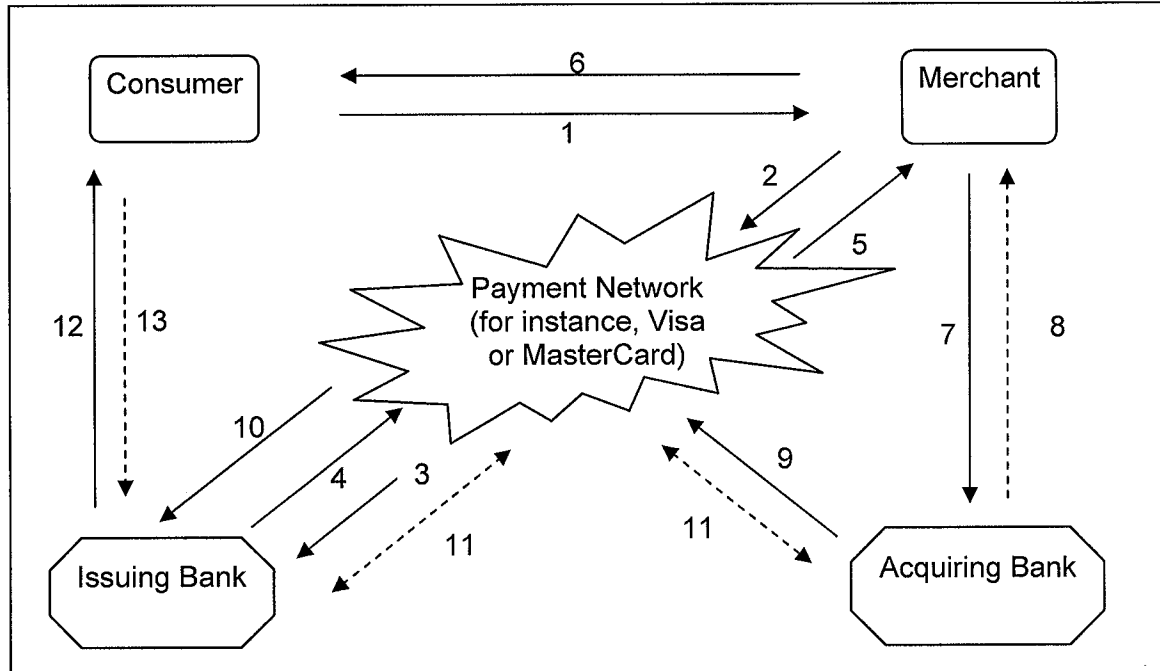 Consumer
6
Merchant
1
2
5
Payment Network
(for instance, Visa
or MasterCard)
12
13
7
8
10
4
3
9
11
11
Issuing Bank
Acquiring Bank